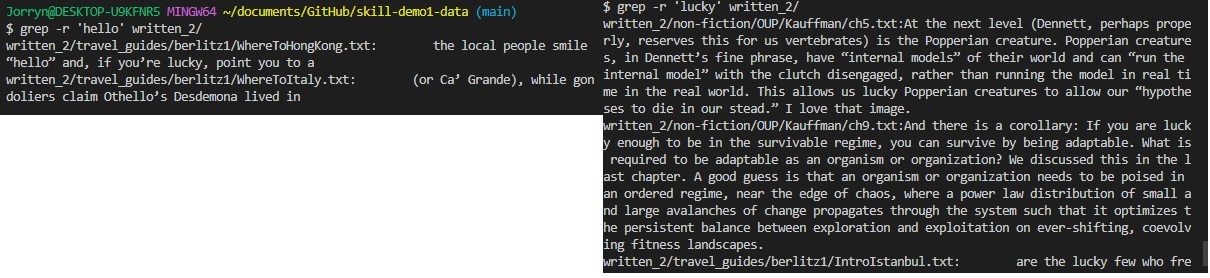 Jorryn@DESKTOP-U9KFNR5 MINGW64 ~/documents/GitHub/skill-demo1-data (main)
$ grep -r 'hello' written_2/
written_2/travel_guides/berlitz1/WhereToHongKong.txt:        the local people smile
“hello” and, if you’re lucky, point you to a
written_2/travel_guides/berlitz1/WhereToItaly.txt:        (or Ca’ Grande), while gon
doliers claim Othello’s Desdemona lived in
$ grep -r 'lucky' written_2/
written_2/non-fiction/OUP/Kauffman/ch5.txt:At the next level (Dennett, perhaps prope
rly, reserves this for us vertebrates) is the Popperian creature. Popperian creature
s, in Dennett’s fine phrase, have “internal models” of their world and can “run the
internal model” with the clutch disengaged, rather than running the model in real ti
me in the real world. This allows us lucky Popperian creatures to allow our “hypothe
ses to die in our stead.” I love that image.
written_2/non-fiction/OUP/Kauffman/ch9.txt:And there is a corollary: If you are luck
y enough to be in the survivable regime, you can survive by being adaptable. What is
required to be adaptable as an organism or organization? We discussed this in the l
ast chapter. A good guess is that an organism or organization needs to be poised in
an ordered regime, near the edge of chaos, where a power law distribution of small a
nd large avalanches of change propagates through the system such that it optimizes t
he persistent balance between exploration and exploitation on ever-shifting, coevolv
ing fitness landscapes.
written_2/travel_guides/berlitz1/IntroIstanbul.txt:        are the lucky few who fre